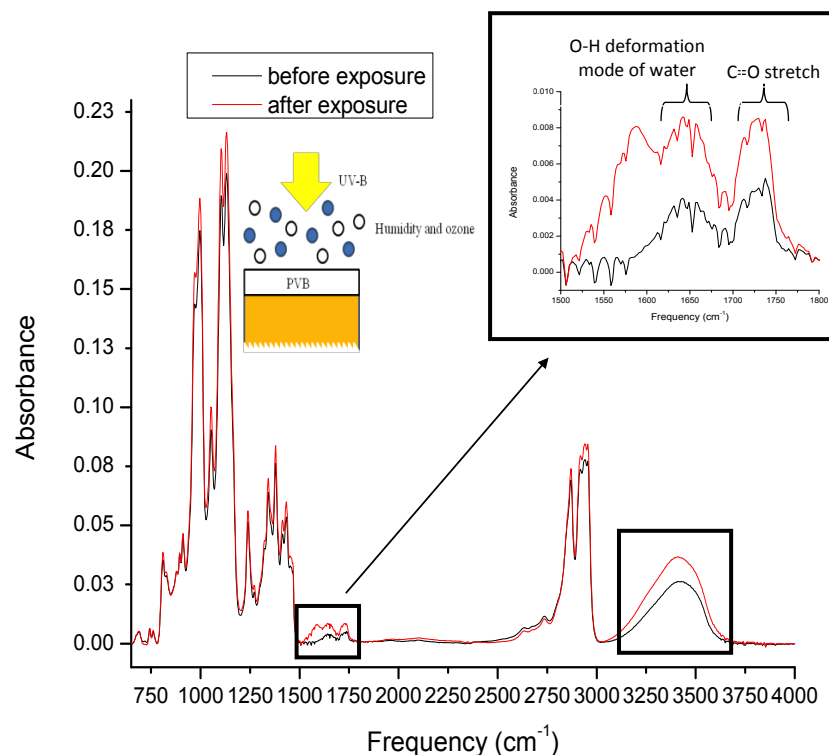 before exposure
after exposure
UV-B
Humidity and ozone
PVB
O-H deformation
mode of water
C=O stretch
0.010
0.008
0.006
0.004
0.002
0.000
Absorbance
1500 1550 1600 1650 1700 1750 1800
Frequency (cm-1)
0.23
0.20
0.18
0.15
0.13
0.10
0.08
0.05
0.03
0.00
Absorbance
750 1000 1250 1500 1750 2000 2250 2500 2750 3000 3250 3500 3750 4000
Frequency (cm-1)